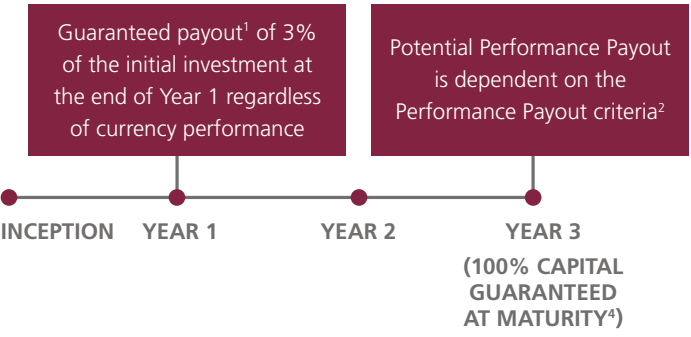 Guaranteed payout¹ of 3%
of the initial investment at
the end of Year 1 regardless
of currency performance
Potential Performance Payout
is dependent on the
Performance Payout criteria²
INCEPTION
YEAR 1
YEAR 2
YEAR 3
(100% CAPITAL
GUARANTEED
AT MATURITY⁴)